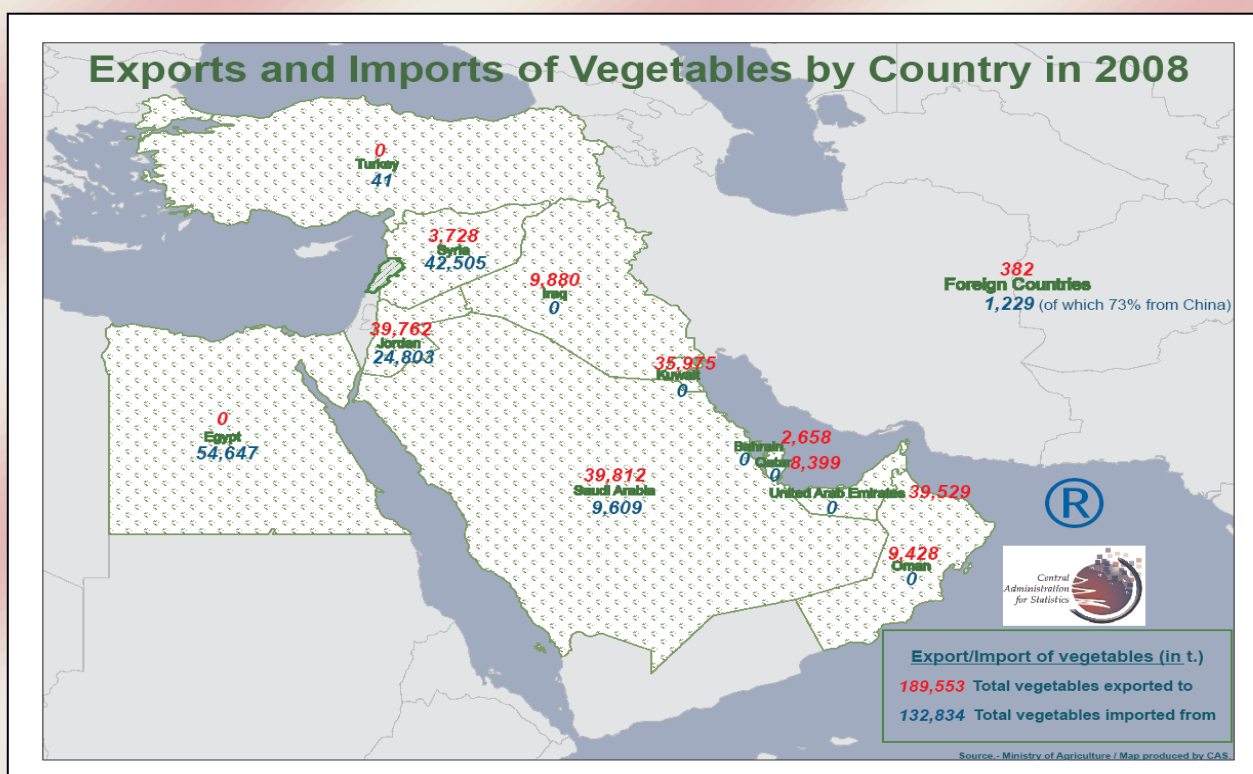 Exports and Imports of Vegetables by Country in 2008
0
Turkey
41
3,728
Syria
42,505
9,880
Iraq
0
382
Foreign Countries
1,229 (of which 73% from China)
39,762
Jordan
24,803
35,975
Kuwait
0
0
Egypt
54,647
Bahrain 2,658
0
Qatar 8,399
0
39,812
Saudi Arabia
9,609
United Arab Emirates 39,529
0
9,428
Oman
0
®
Central
Administration
for Statistics
Export/Import of vegetables (in t.)
189,553 Total vegetables exported to
132,834 Total vegetables imported from
Source.- Ministry of Agriculture / Map produced by CAS.